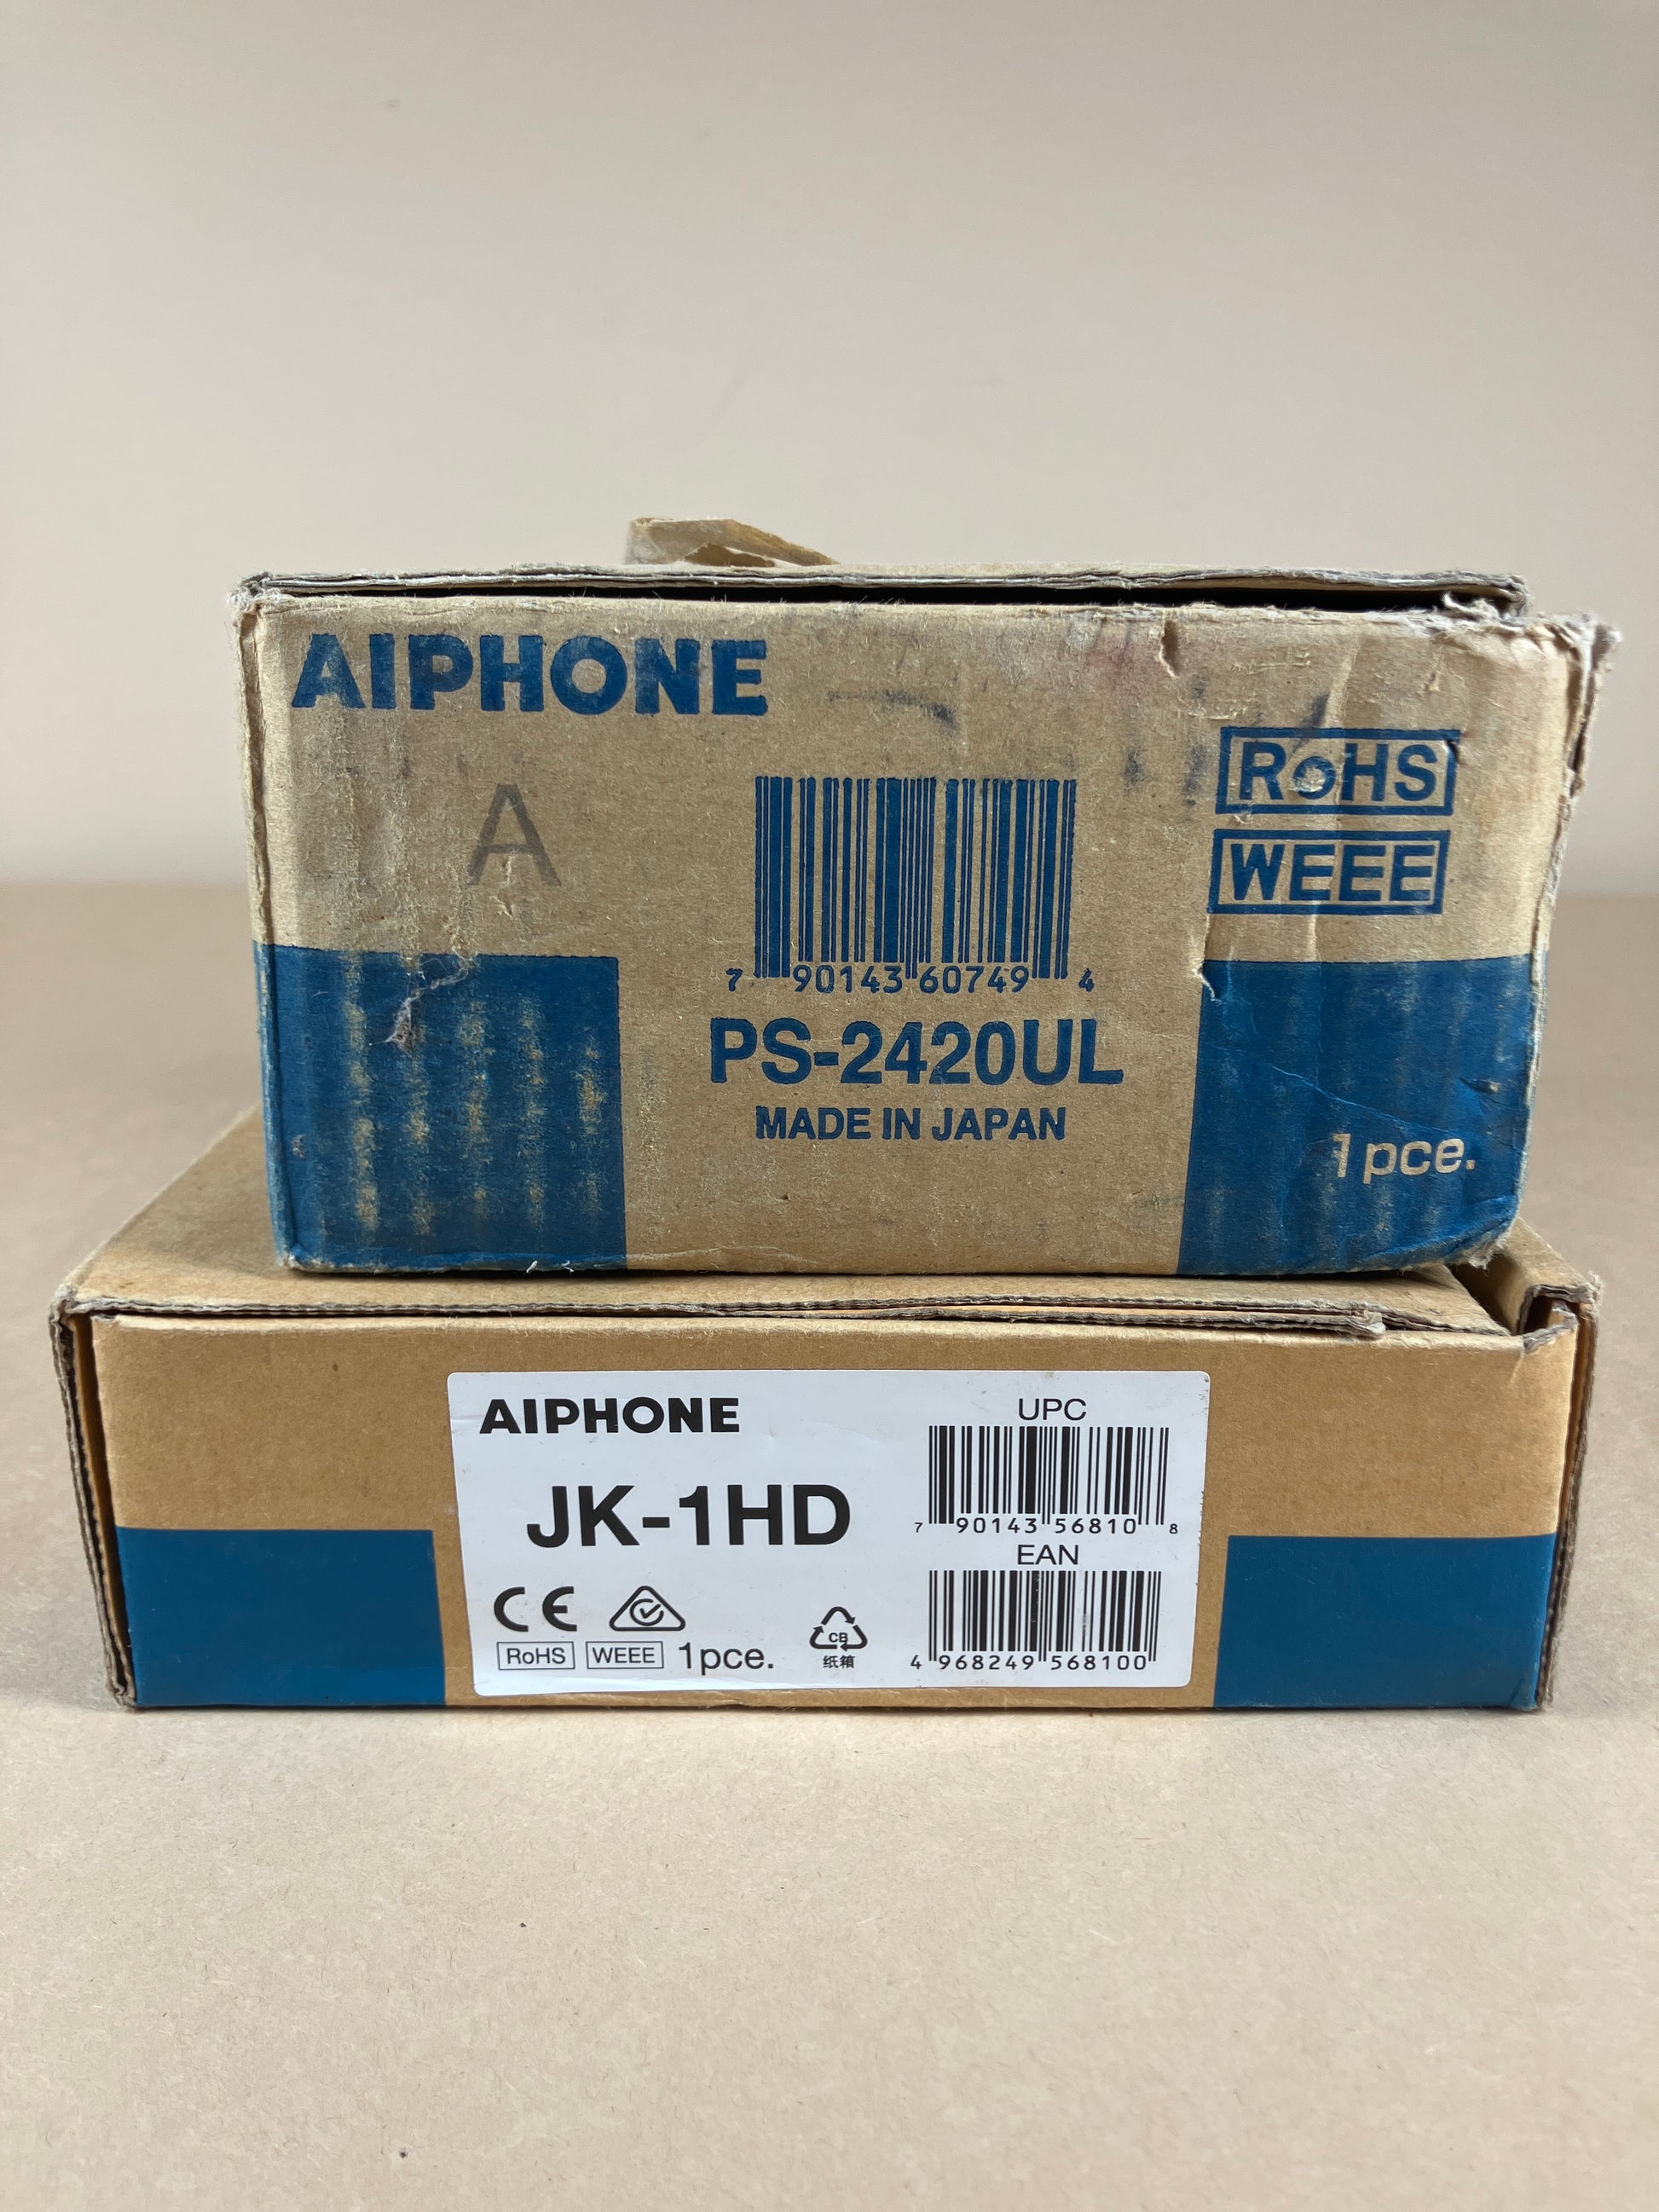 AIPHONE
RoHS
A
WEEE
7 90143 60749 4
PS-2420UL
MADE IN JAPAN
1pce.
AIPHONE
UPC
JK-1HD
7 90143 56810 8
EAN
CE
RoHS WEEE 1pce.
CB
纸箱
4 968249 568100